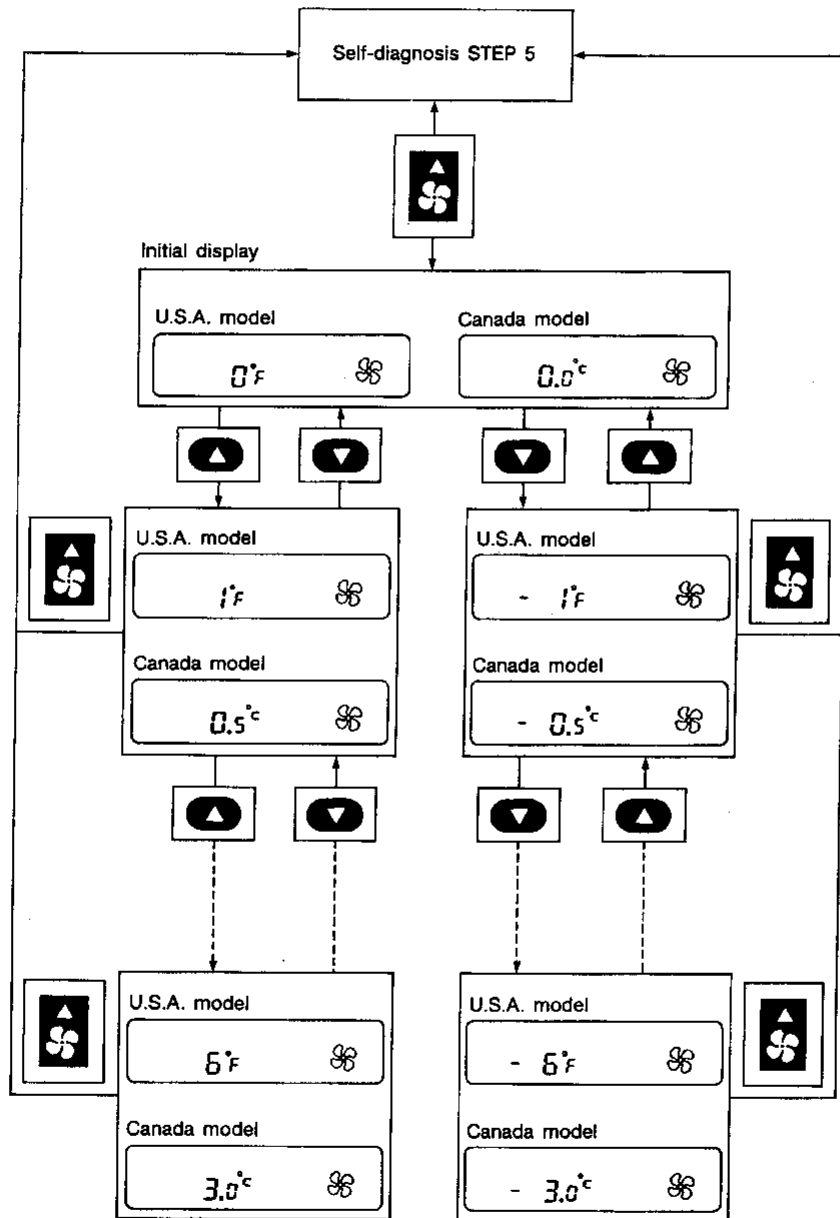 Self-diagnosis STEP 5
Initial display
U.S.A. model
0°F
Canada model
0.0°C
U.S.A. model
1°F
Canada model
0.5°C
U.S.A. model
- 1°F
Canada model
- 0.5°C
U.S.A. model
6°F
Canada model
3.0°C
U.S.A. model
- 6°F
Canada model
- 3.0°C